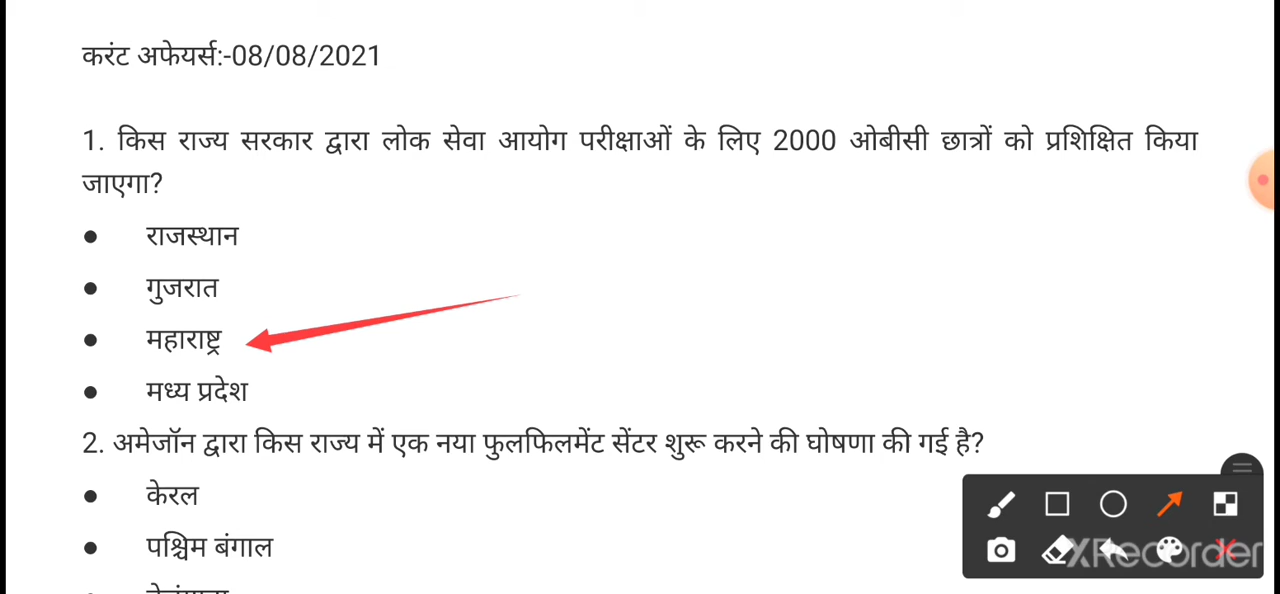 करंट अफेयर्स:-08/08/2021
1. किस राज्य सरकार द्वारा लोक सेवा आयोग परीक्षाओं के लिए 2000 ओबीसी छात्रों को प्रशिक्षित किया
जाएगा?
● राजस्थान
● गुजरात
● महाराष्ट्र
● मध्य प्रदेश
2. अमेजॉन द्वारा किस राज्य में एक नया फुलफिलमेंट सेंटर शुरू करने की घोषणा की गई है?
● केरल
● पश्चिम बंगाल
XRecorder